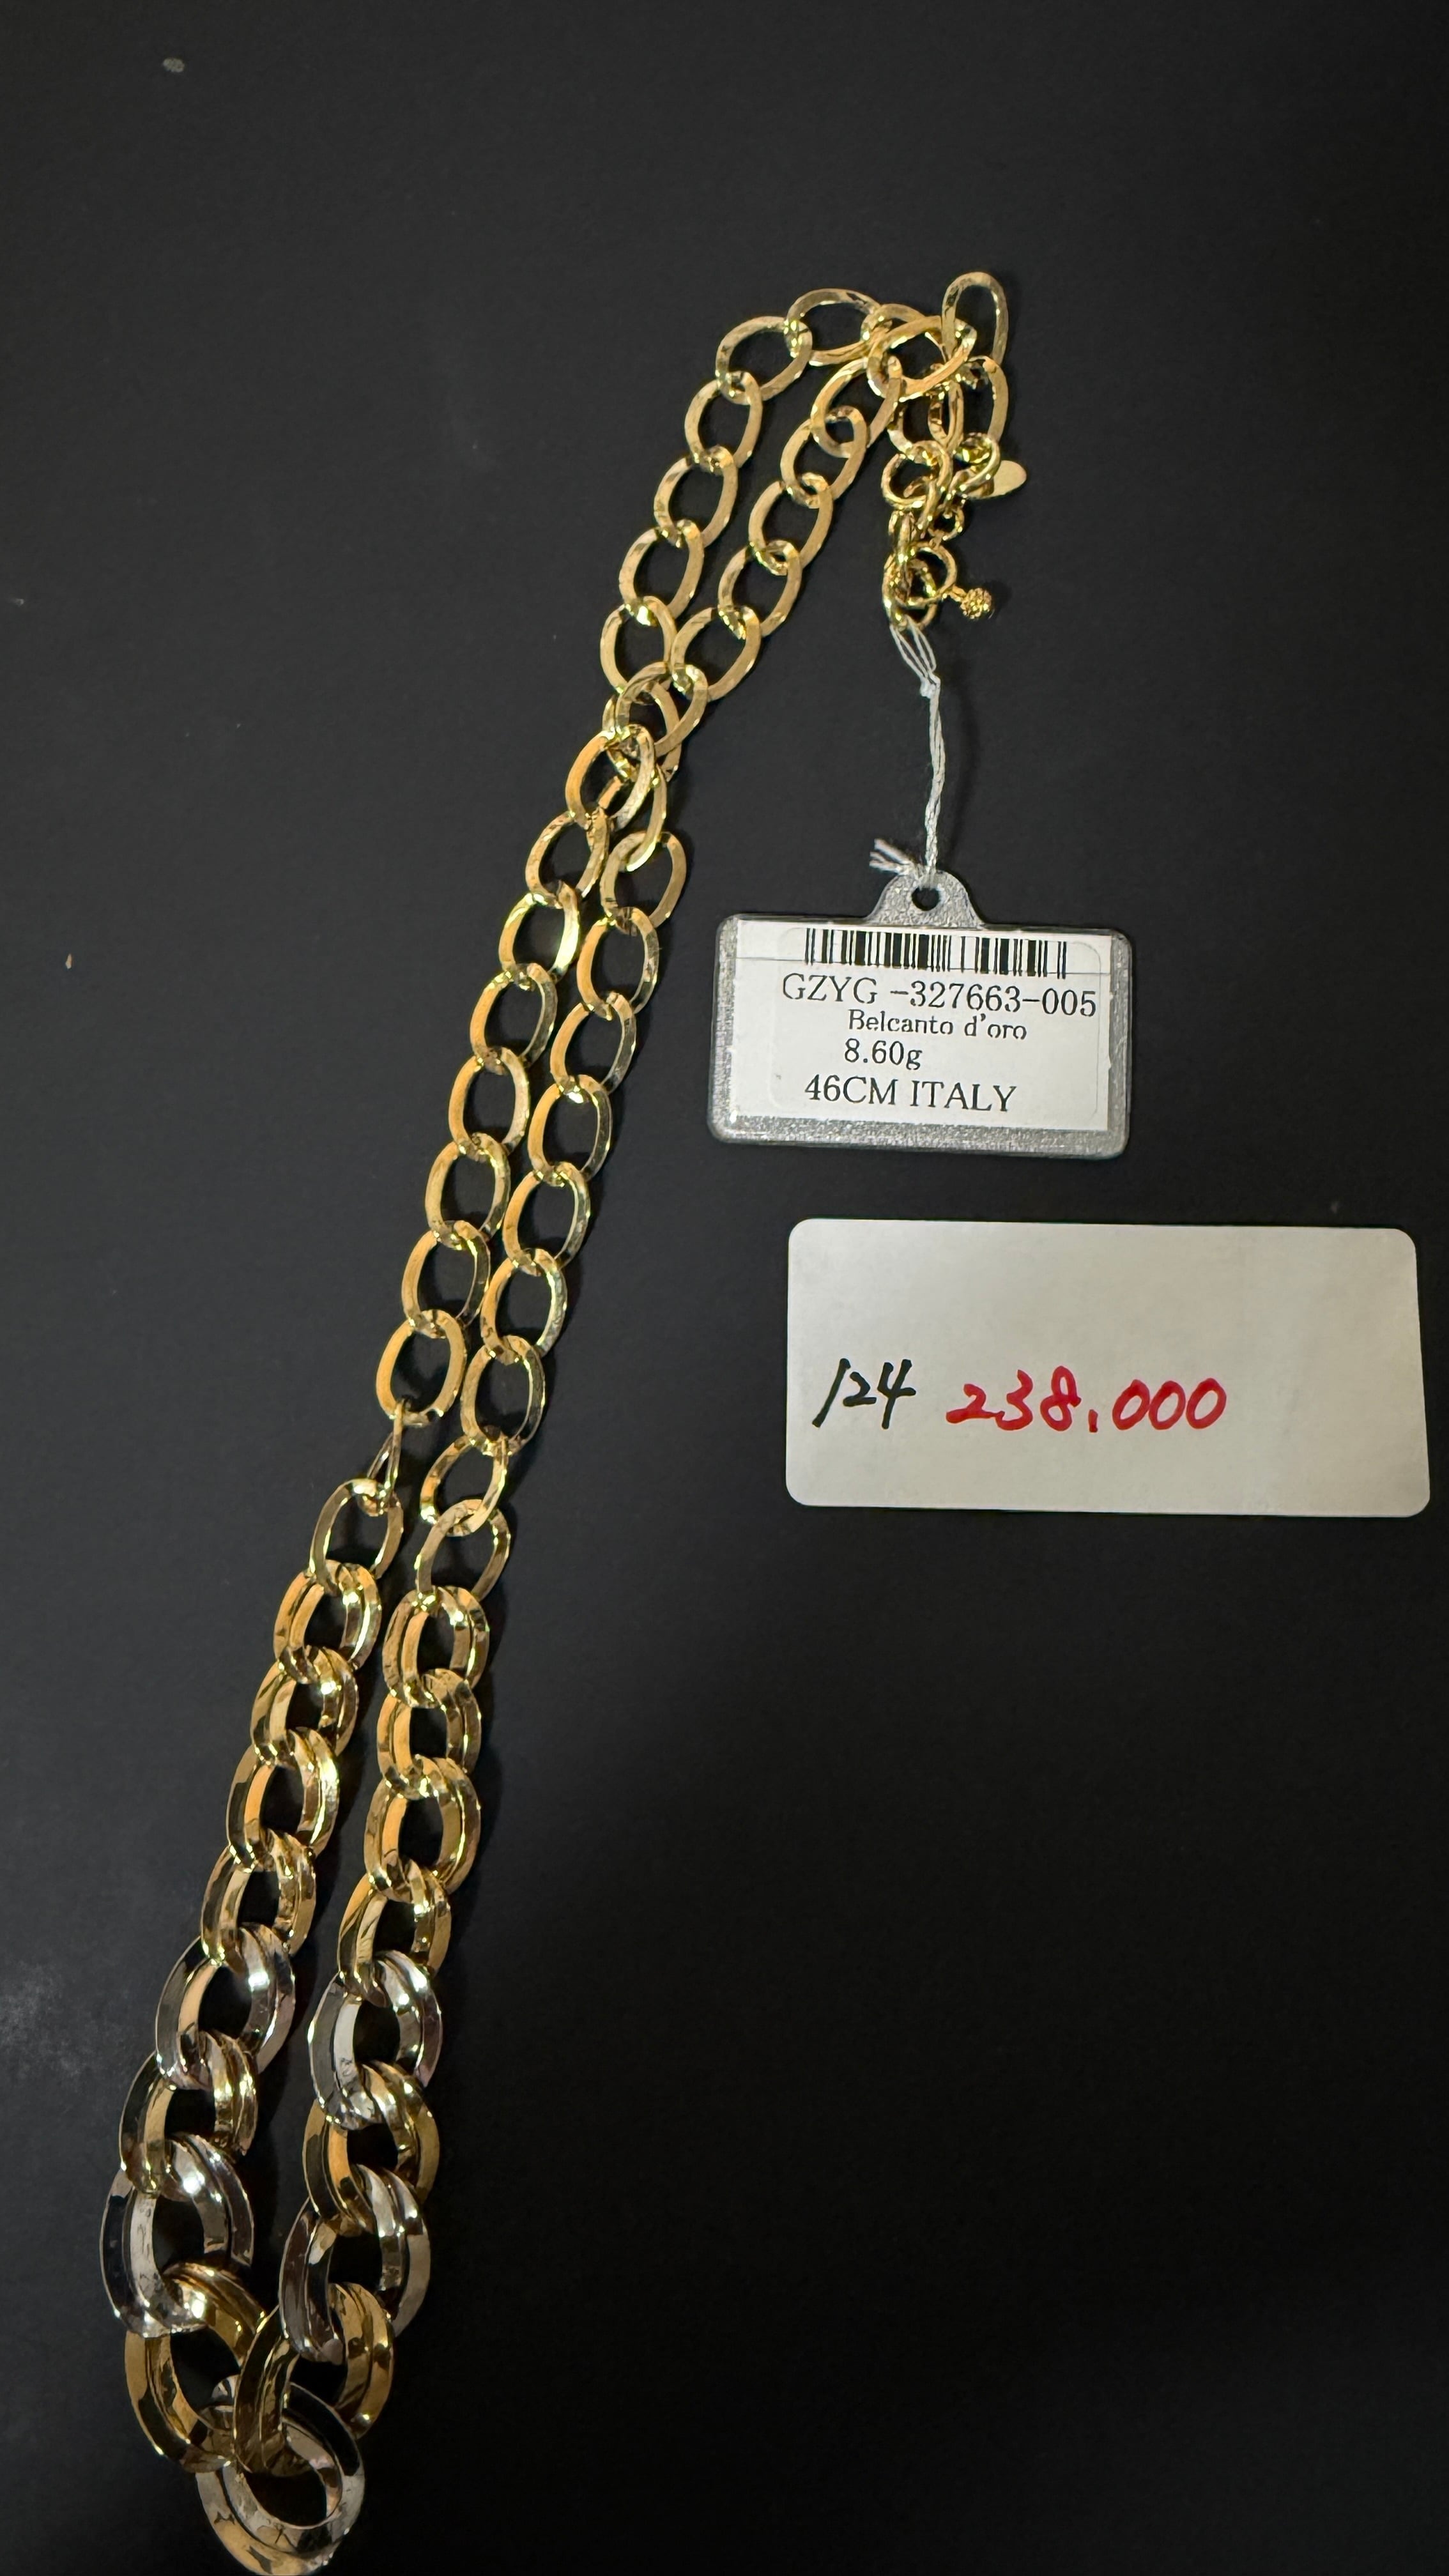 GZYG -327663-005
Belcanto d'oro
8.60g
46CM ITALY
124 238.000